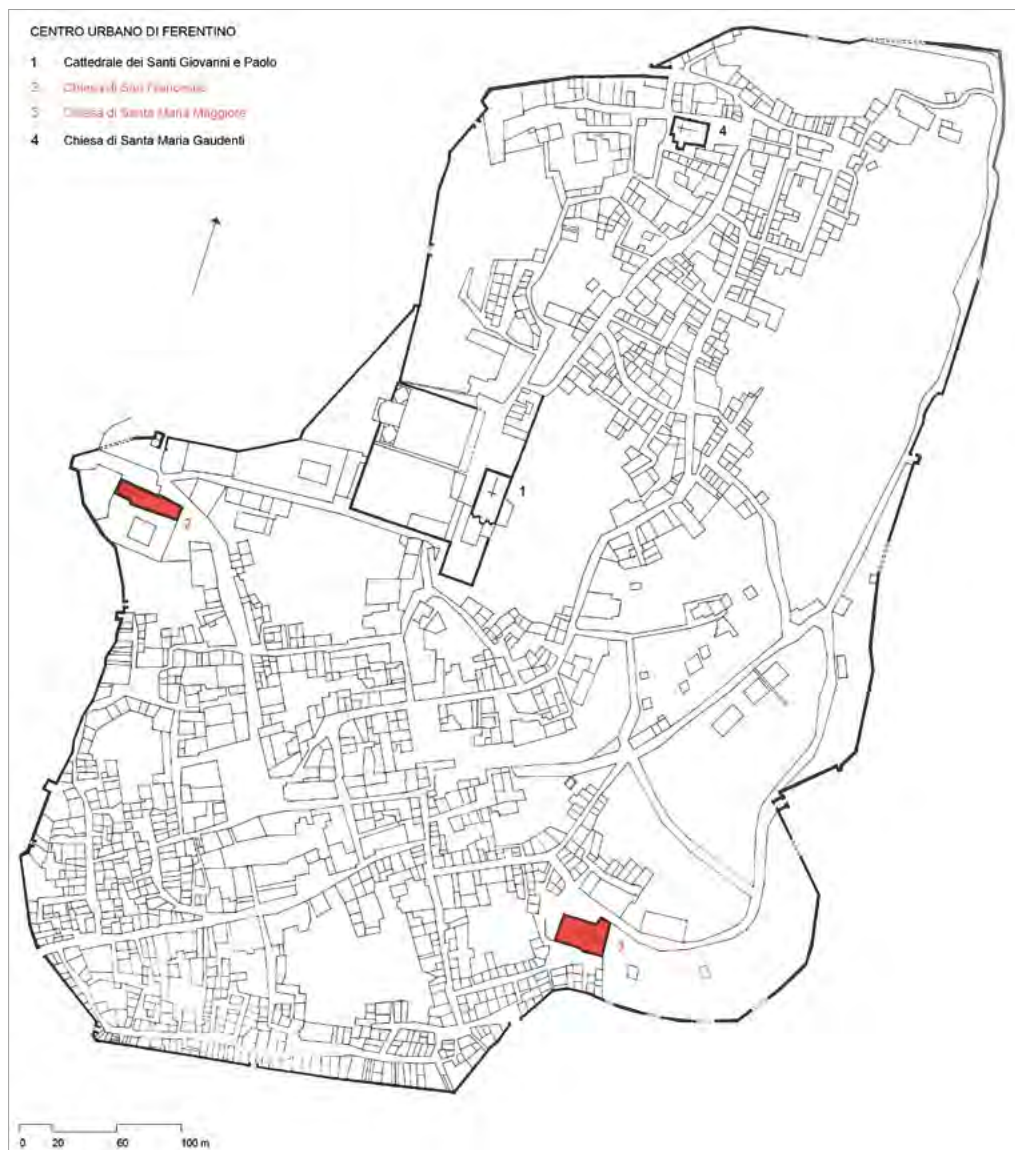 CENTRO URBANO DI FERENTINO
1 Cattedrale dei Santi Giovanni e Paolo
2 Chiesa di San Francesco
3 Chiesa di Santa Maria Maggiore
4 Chiesa di Santa Maria Gaudenti
4
1
2
3
0 20 60 100 m